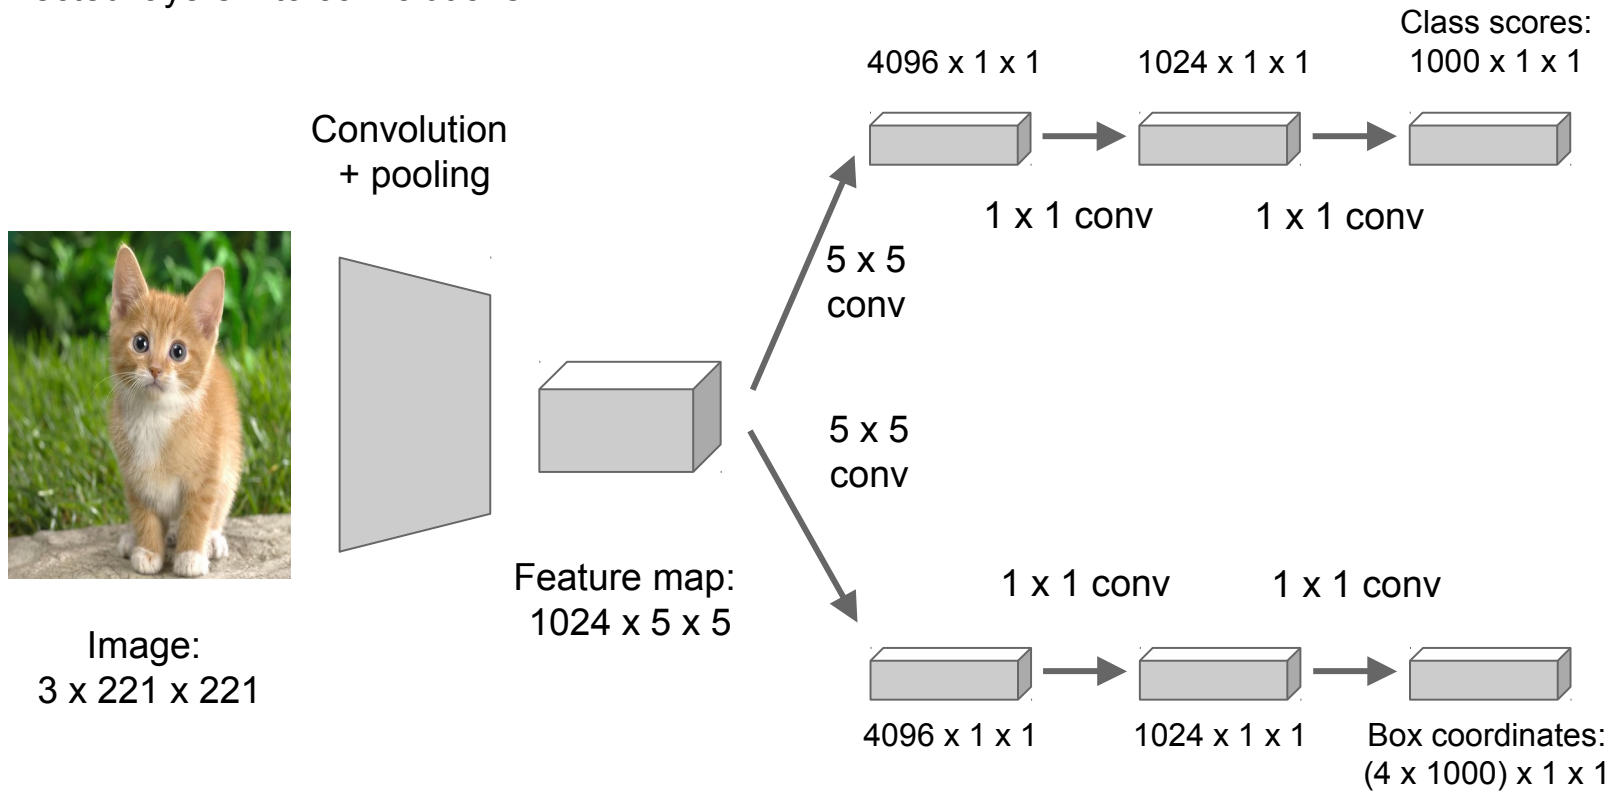 Class scores:
1000 x 1 x 1
4096 x 1 x 1
1024 x 1 x 1
Convolution
+ pooling
1 x 1 conv
1 x 1 conv
5 x 5
conv
5 x 5
conv
Feature map:
1024 x 5 x 5
1 x 1 conv
1 x 1 conv
Image:
3 x 221 x 221
4096 x 1 x 1
1024 x 1 x 1
Box coordinates:
(4 x 1000) x 1 x 1